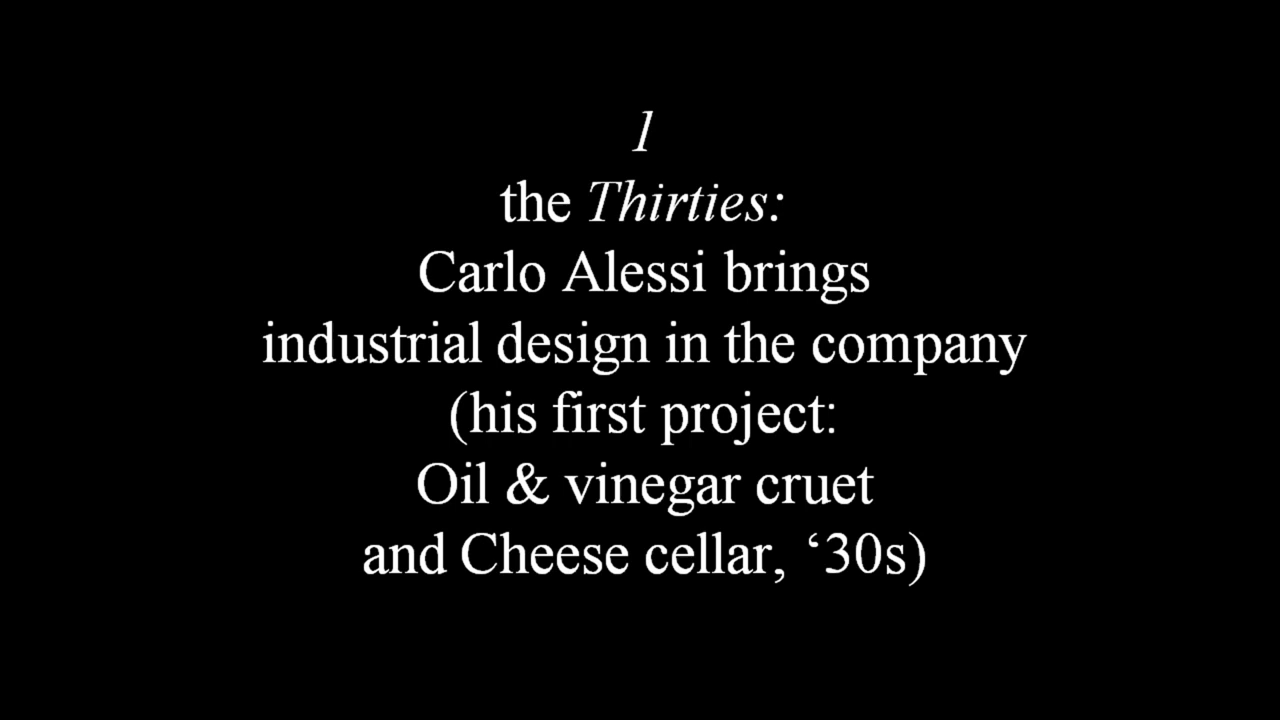 1
the Thirties:
Carlo Alessi brings
industrial design in the company
(his first project:
Oil & vinegar cruet
and Cheese cellar, ‘30s)